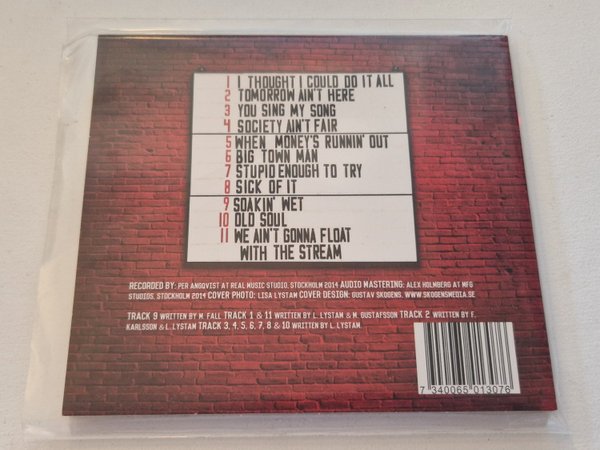 1 I THOUGHT I COULD DO IT ALL
2 TOMORROW AIN'T HERE
3 YOU SING MY SONG
4 SOCIETY AIN'T FAIR
5 WHEN MONEY'S RUNNIN' OUT
6 BIG TOWN MAN
7 STUPID ENOUGH TO TRY
8 SICK OF IT
9 SOAKIN' WET
10 OLD SOUL
11 WE AIN'T GONNA FLOAT
WITH THE STREAM
RECORDED BY: PER ANGQVIST AT REAL MUSIC STUDIO, STOCKHOLM 2014 AUDIO MASTERING: ALEX HOLMBERG AT MFG
STUDIOS, STOCKHOLM 2014 COVER PHOTO: LISA LYSTAM COVER DESIGN: GUSTAV SKOGENS, WWW.SKOGENSMEDIA.SE
TRACK 9 WRITTEN BY M. FALL TRACK 1 & 11 WRITTEN BY L. LYSTAM & M. GUSTAFSSON TRACK 2 WRITTEN BY F.
KARLSSON & L. LYSTAM TRACK 3, 4, 5, 6, 7, 8 & 10 WRITTEN BY L. LYSTAM.
7 340065 013076